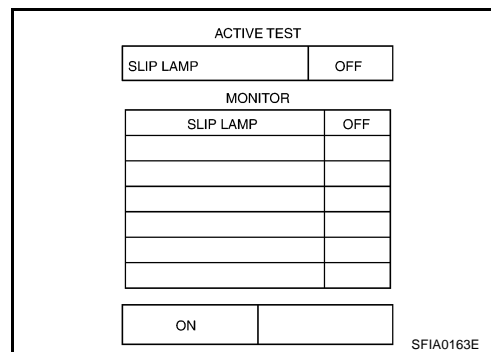 ACTIVE TEST
SLIP LAMP OFF
MONITOR
SLIP LAMP OFF
ON
SFIA0163E